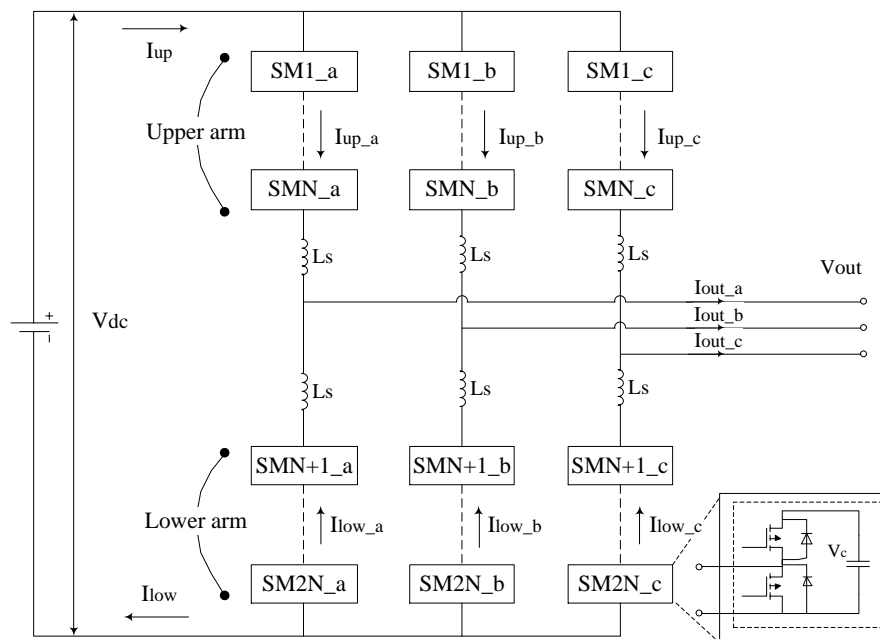 Iup
SM1_a
SM1_b
SM1_c
Upper arm
Iup_a
Iup_b
Iup_c
SMN_a
SMN_b
SMN_c
Ls
Ls
Ls
Vout
Iout_a
Iout_b
Iout_c
+
-
Vdc
Ls
Ls
Ls
SMN+1_a
SMN+1_b
SMN+1_c
Lower arm
Ilow_a
Ilow_b
Ilow_c
Vc
Ilow
SM2N_a
SM2N_b
SM2N_c